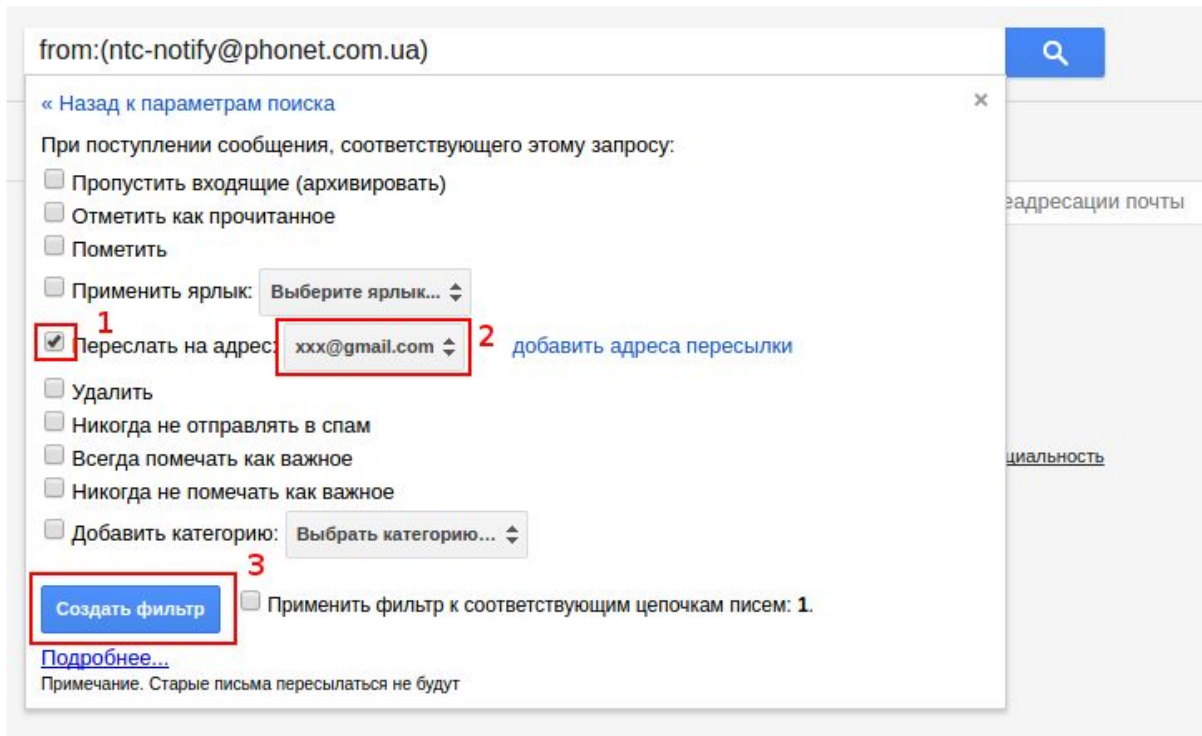 from:(ntc-notify@phonet.com.ua)
« Назад к параметрам поиска
×
При поступлении сообщения, соответствующего этому запросу:
Пропустить входящие (архивировать)
еадресации почты
Отметить как прочитанное
Пометить
Применить ярлык: Выберите ярлык...
1
Переслать на адрес: xxx@gmail.com 2 добавить адреса пересылки
Удалить
Никогда не отправлять в спам
Всегда помечать как важное
циальность
Никогда не помечать как важное
Добавить категорию: Выбрать категорию...
3
Создать фильтр Применить фильтр к соответствующим цепочкам писем: 1.
Подробнее...
Примечание. Старые письма пересылаться не будут